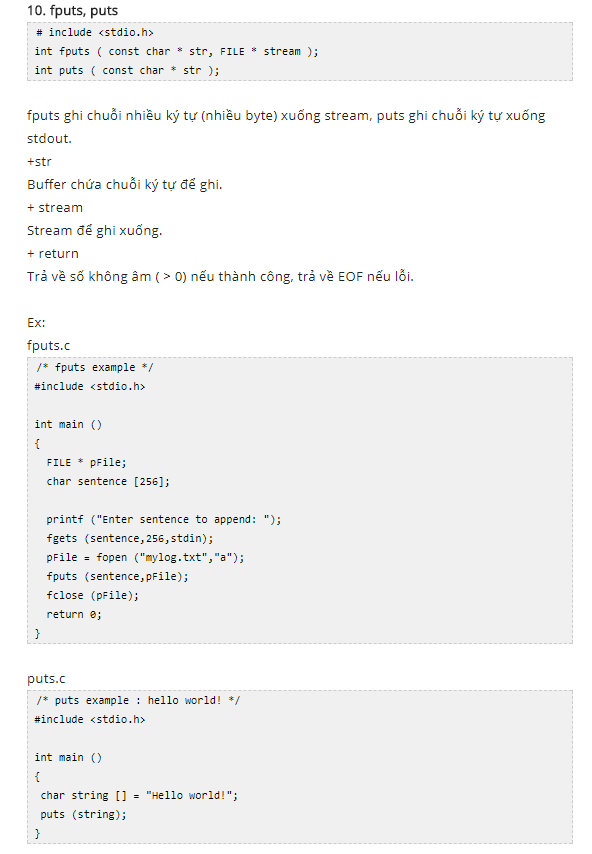 10. fputs, puts
# include <stdio.h>
int fputs ( const char * str, FILE * stream );
int puts ( const char * str );
fputs ghi chuỗi nhiều ký tự (nhiều byte) xuống stream, puts ghi chuỗi ký tự xuống
stdout.
+str
Buffer chứa chuỗi ký tự để ghi.
+ stream
Stream để ghi xuống.
+ return
Trả về số không âm ( > 0) nếu thành công, trả về EOF nếu lỗi.
Ex:
fputs.c
/* fputs example */
#include <stdio.h>
int main ()
{
FILE * pFile;
char sentence [256];
printf ("Enter sentence to append: ");
fgets (sentence,256,stdin);
pFile = fopen ("mylog.txt","a");
fputs (sentence,pFile);
fclose (pFile);
return 0;
}
puts.c
/* puts example : hello world! */
#include <stdio.h>
int main ()
{
char string [] = "Hello world!";
puts (string);
}